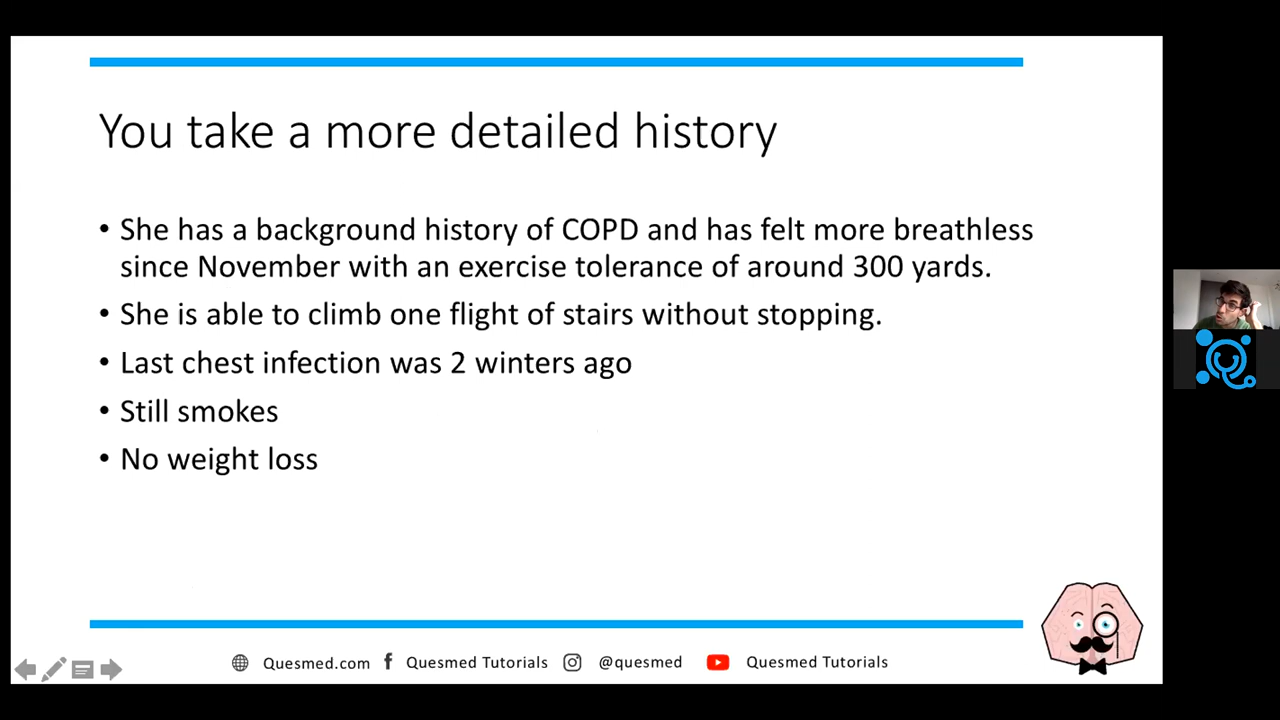 You take a more detailed history
• She has a background history of COPD and has felt more breathless
since November with an exercise tolerance of around 300 yards.
• She is able to climb one flight of stairs without stopping.
• Last chest infection was 2 winters ago
• Still smokes
• No weight loss
Quesmed.com Quesmed Tutorials @quesmed Quesmed Tutorials